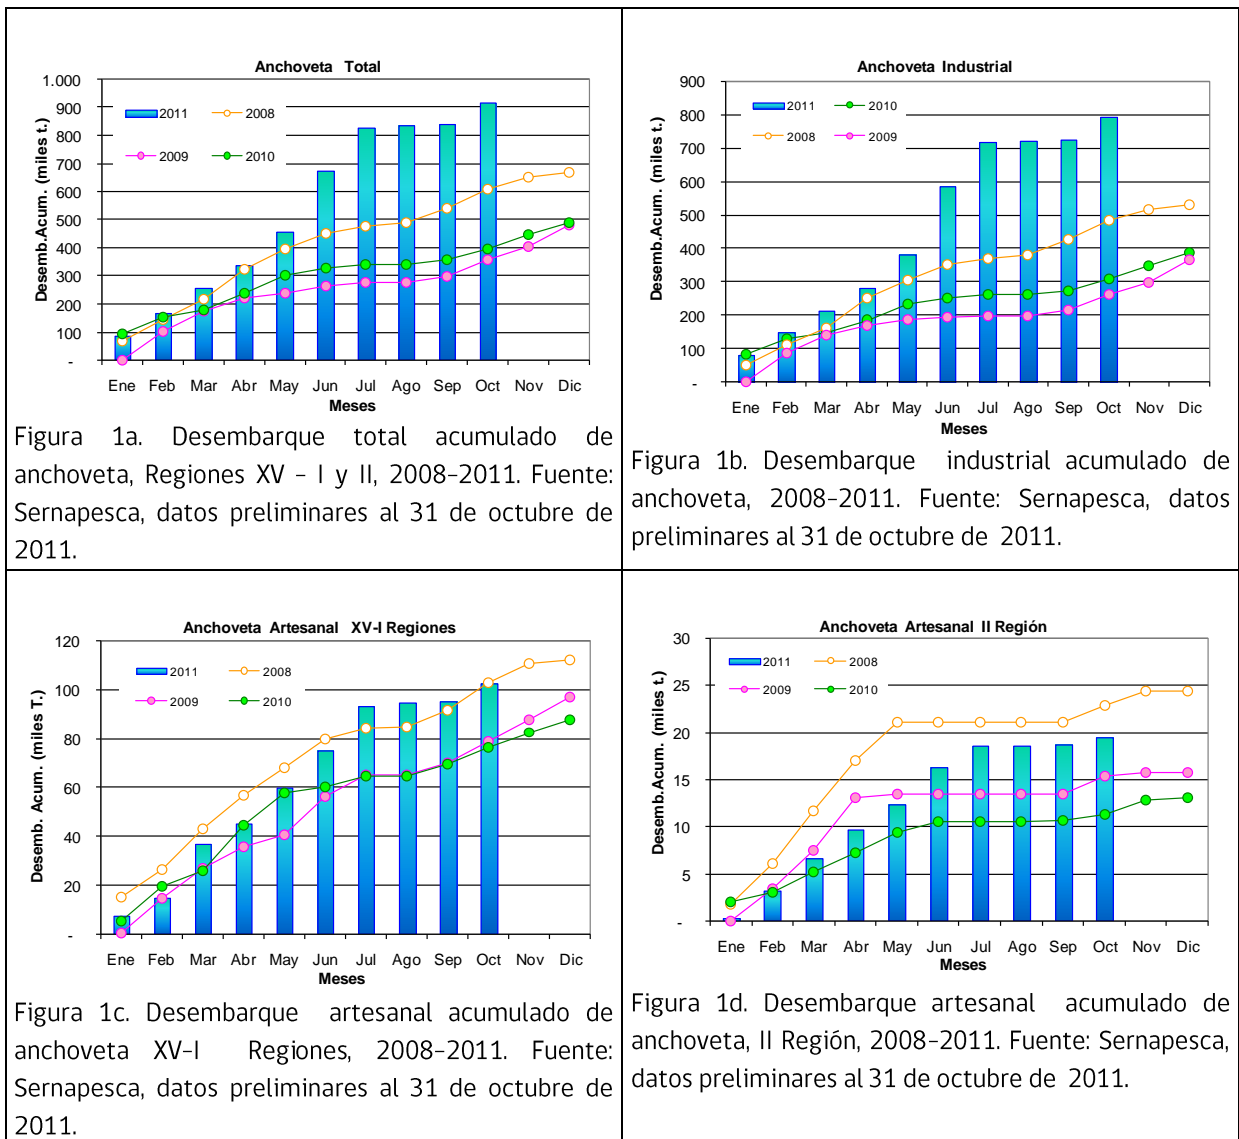 Anchoveta Total
1.000
900
800
700
600
500
400
300
200
100
-
Desemb.Acum. (miles t.)
2011
2008
2009
2010
Ene Feb Mar Abr May Jun Jul Ago Sep Oct Nov Dic
Meses
Figura 1a. Desembarque total acumulado de
anchoveta, Regiones XV – I y II, 2008–2011. Fuente:
Sernapesca, datos preliminares al 31 de octubre de
2011.
Anchoveta Industrial
900
800
700
600
500
400
300
200
100
-
Desemb.Acum. (miles t.)
2011
2010
2008
2009
Ene Feb Mar Abr May Jun Jul Ago Sep Oct Nov Dic
Meses
Figura 1b. Desembarque industrial acumulado de
anchoveta, 2008–2011. Fuente: Sernapesca, datos
preliminares al 31 de octubre de 2011.
Anchoveta Artesanal XV-I Regiones
120
100
80
60
40
20
-
Desemb. Acum. (miles T.)
2011
2008
2009
2010
Ene Feb Mar Abr May Jun Jul Ago Sep Oct Nov Dic
Meses
Figura 1c. Desembarque artesanal acumulado de
anchoveta XV–I Regiones, 2008–2011. Fuente:
Sernapesca, datos preliminares al 31 de octubre de
2011.
Anchoveta Artesanal II Región
30
25
20
15
10
5
-
Desemb.Acum. (miles t.)
2011
2008
2009
2010
Ene Feb Mar Abr May Jun Jul Ago Sep Oct Nov Dic
Meses
Figura 1d. Desembarque artesanal acumulado de
anchoveta, II Región, 2008–2011. Fuente: Sernapesca,
datos preliminares al 31 de octubre de 2011.